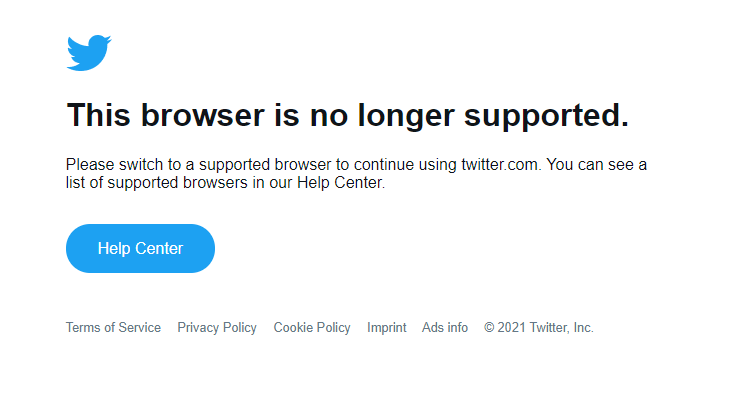 This browser is no longer supported.
Please switch to a supported browser to continue using twitter.com. You can see a
list of supported browsers in our Help Center.
Help Center
Terms of Service Privacy Policy Cookie Policy Imprint Ads info © 2021 Twitter, Inc.